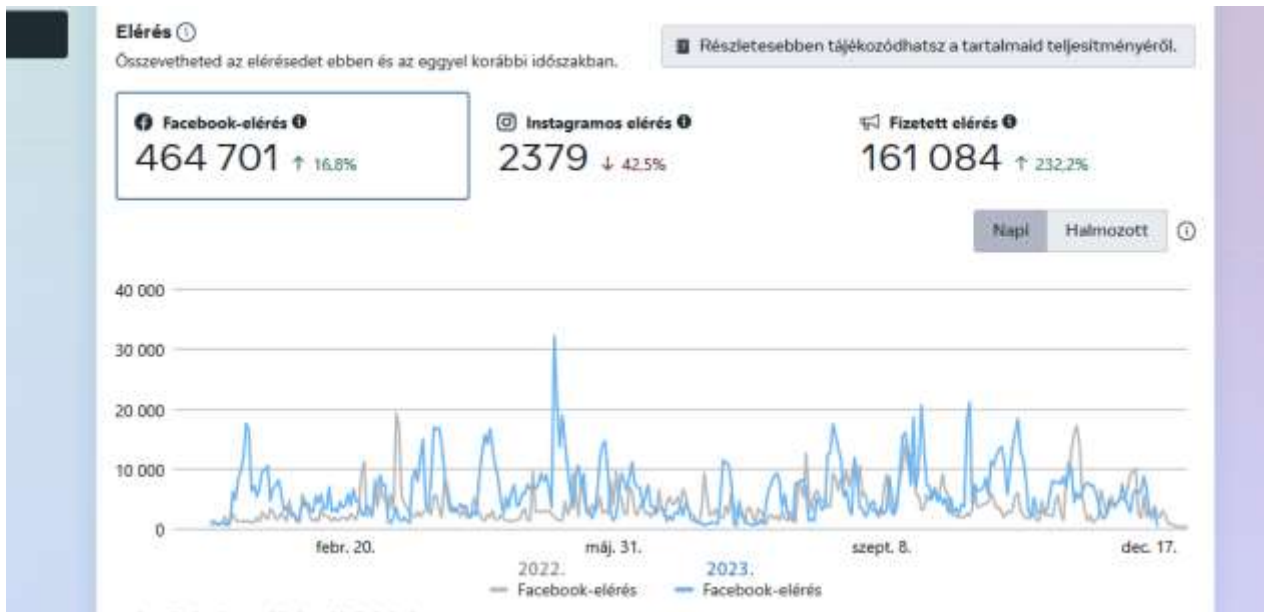 Elérés
Összevetheted az elérésedet ebben és az eggyel korábbi időszakban.
Részletesebben tájékozódhatsz a tartalmaid teljesítményéről.
Facebook-elérés
464 701 ↑ 16,8%
Instagramos elérés
2379 ↓ 42,5%
Fizetett elérés
161 084 ↑ 232,2%
Napi
Halmozott
40 000
30 000
20 000
10 000
0
febr. 20.
máj. 31.
szept. 8.
dec. 17.
2022.
Facebook-elérés
2023.
Facebook-elérés